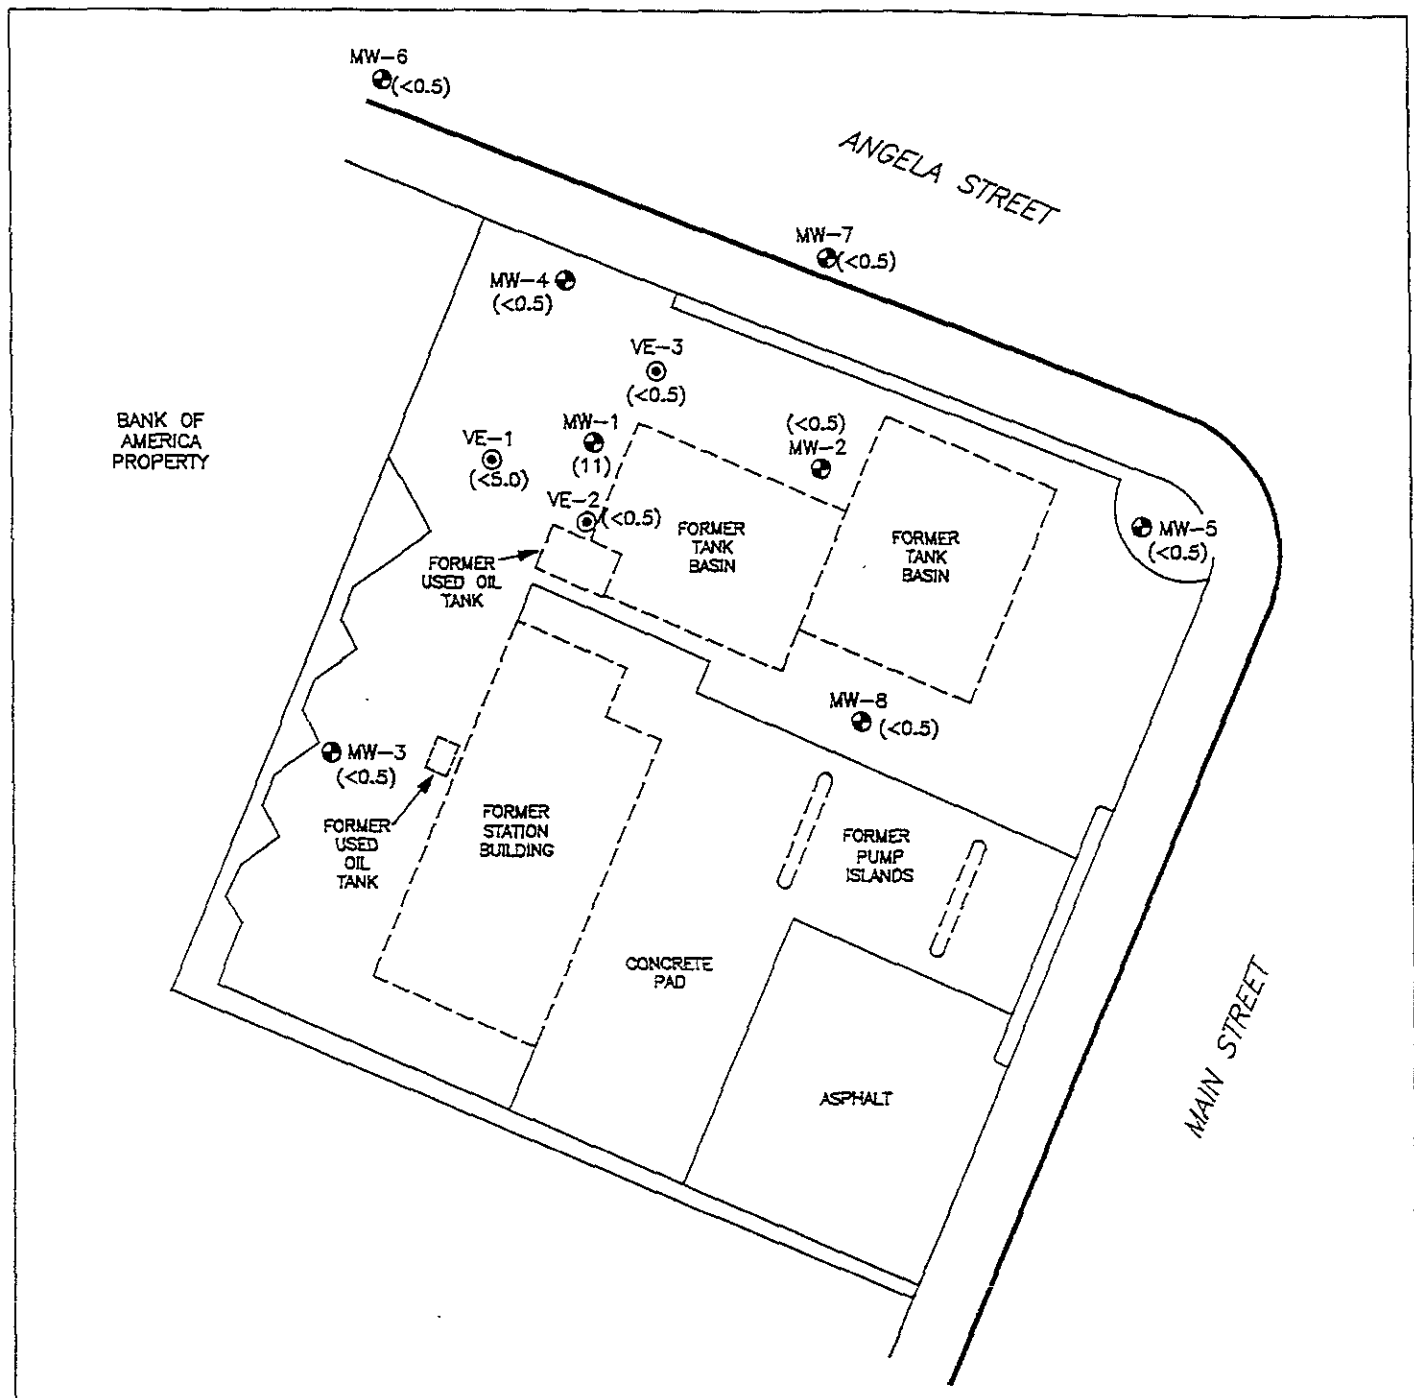 MW-6
(<0.5)
ANGELA STREET
MW-7
(<0.5)
MW-4
(<0.5)
VE-3
(<0.5)
BANK OF
AMERICA
PROPERTY
VE-1
(<5.0)
MW-1
(11)
(<0.5)
MW-2
VE-2
(<0.5)
FORMER
TANK
BASIN
FORMER
TANK
BASIN
MW-5
(<0.5)
FORMER
USED OIL
TANK
MW-8
(<0.5)
MW-3
(<0.5)
FORMER
USED
OIL
TANK
FORMER
STATION
BUILDING
FORMER
PUMP
ISLANDS
CONCRETE
PAD
ASPHALT
MAIN STREET